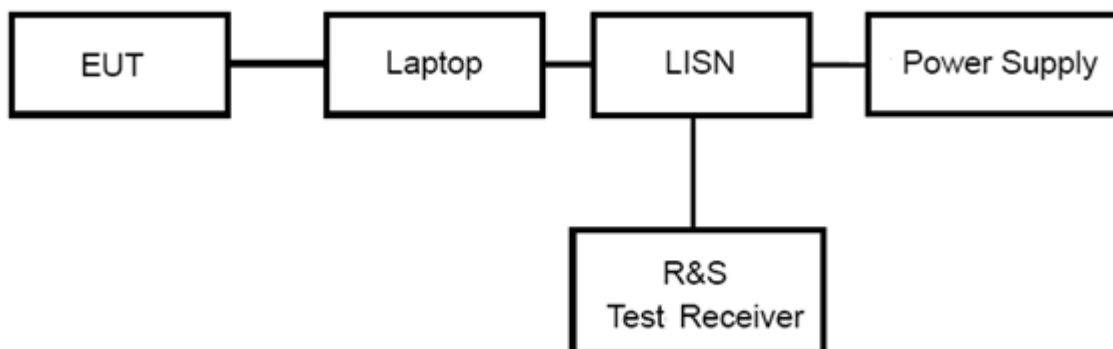 EUT
Laptop
LISN
Power Supply
R&S
Test Receiver